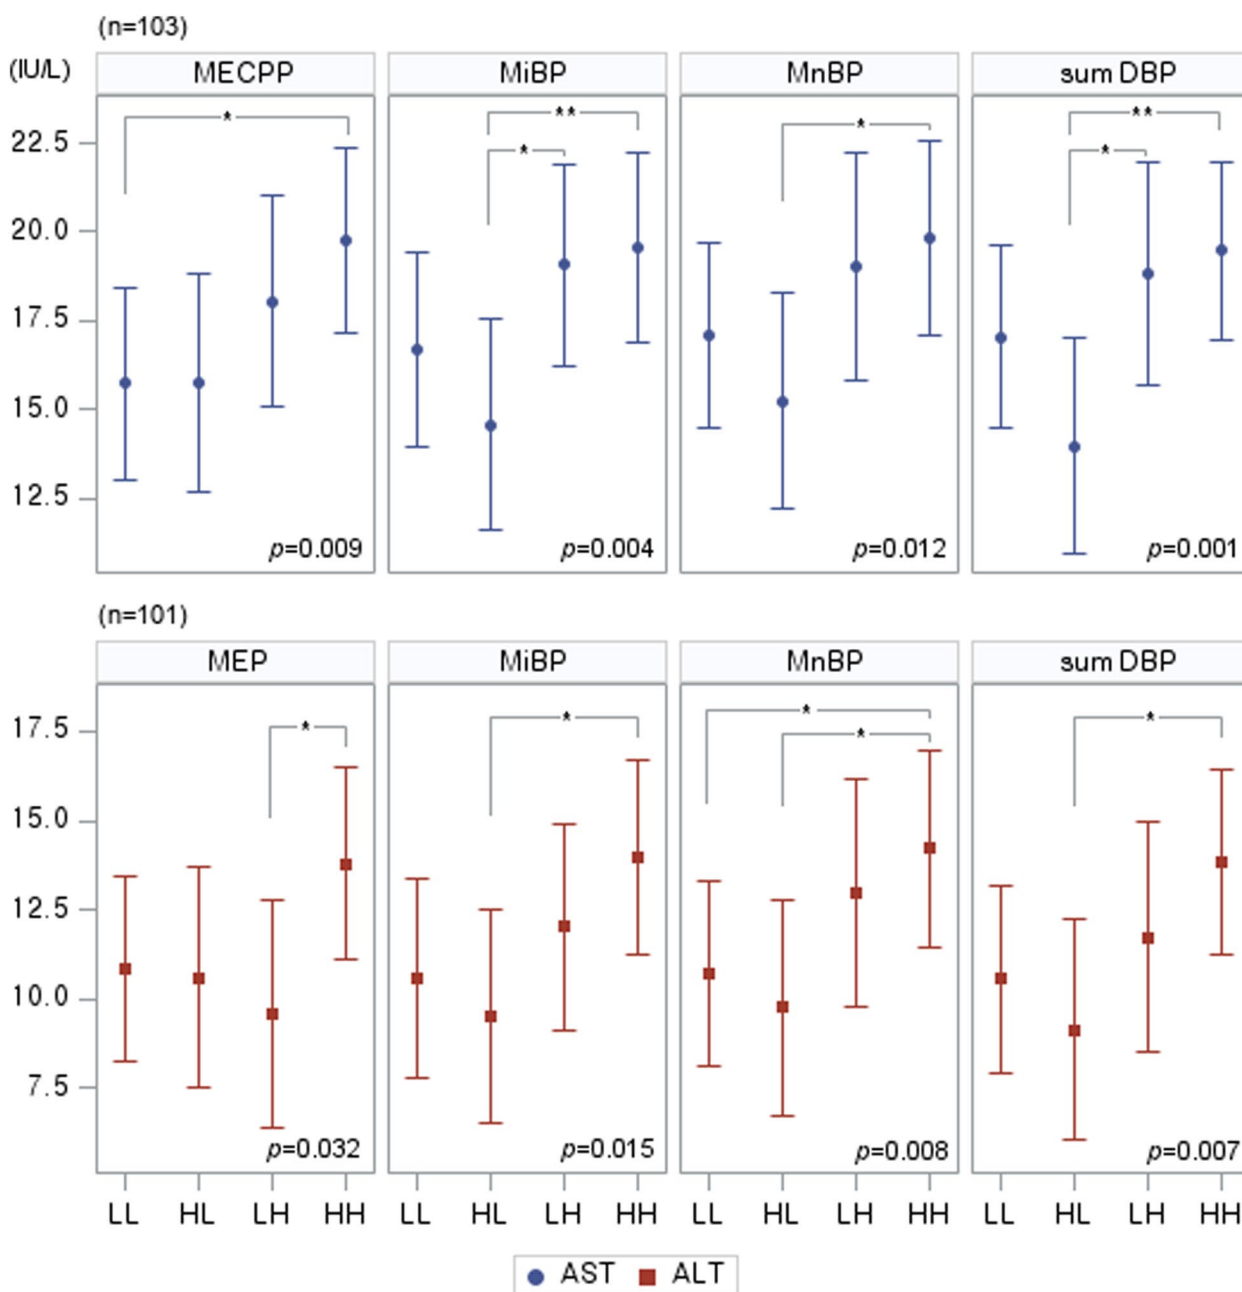 (n=103)
(IU/L)
MECPP MiBP MnBP sum DBP
* ** * **
* *
22.5
20.0
17.5
15.0
12.5
p=0.009 p=0.004 p=0.012 p=0.001
(n=101)
MEP MiBP MnBP sum DBP
* * * *
*
17.5
15.0
12.5
10.0
7.5
p=0.032 p=0.015 p=0.008 p=0.007
LL HL LH HH LL HL LH HH LL HL LH HH LL HL LH HH
AST ALT